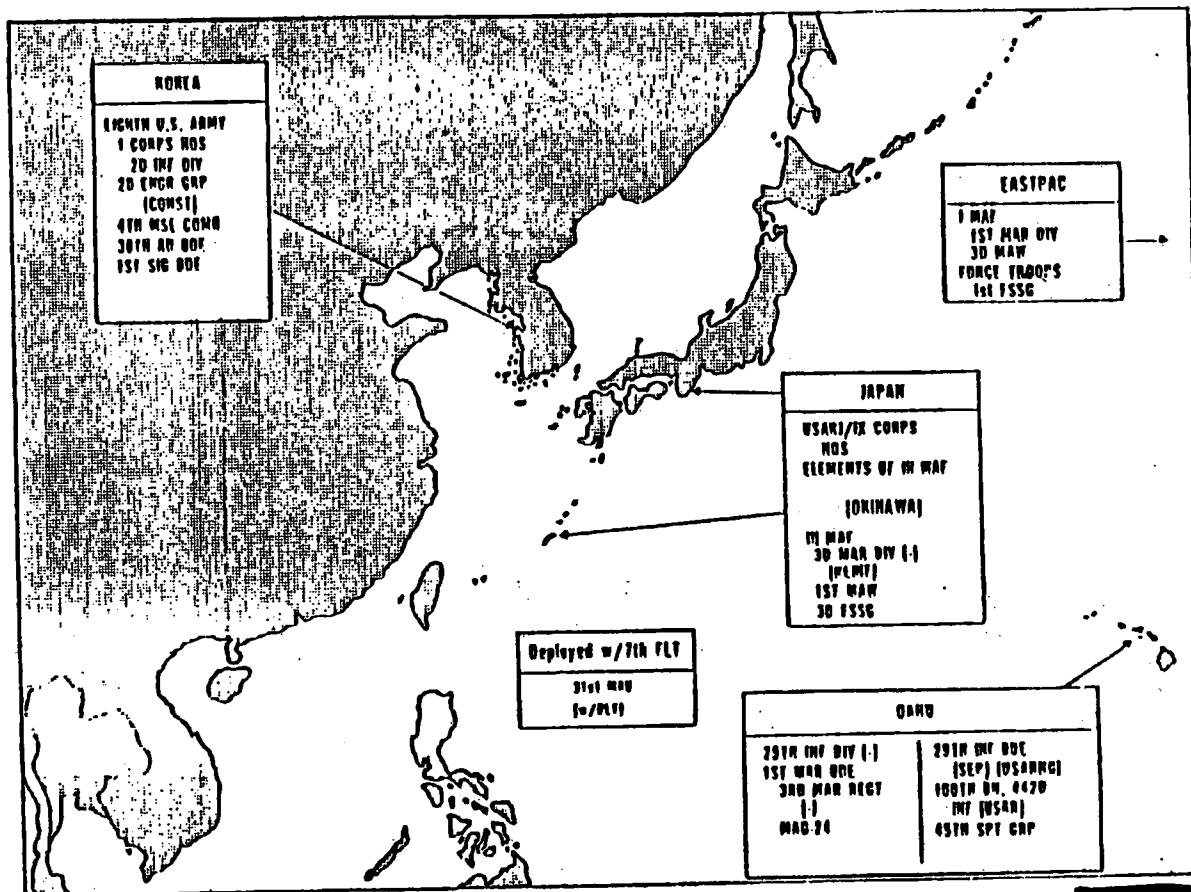 KOREA
EIGHTH U.S. ARMY
1 CORPS HQS
2D INF DIV
2D ENGR GRP
(CONST)
4TH MSL COMD
38TH AD BDE
1ST SIG BDE
EASTPAC
I MAF
1ST MAR DIV
3D MAW
FORCE TROOPS
1st FSSG
JAPAN
USARJ/IX CORPS
HQS
ELEMENTS OF III MAF
(OKINAWA)
III MAF
3D MAR DIV (-)
1ST MAW
3D FSSG
Deployed w/7th FLT
31st MAU
OAHU
25TH INF DIV (-)
1ST MAR BDE
3RD MAR REGT
(-)
MAG-24
29TH INF BDE
(SEP) (USARNG)
100TH BN, 442D
INF (USAR)
45TH SPT GRP